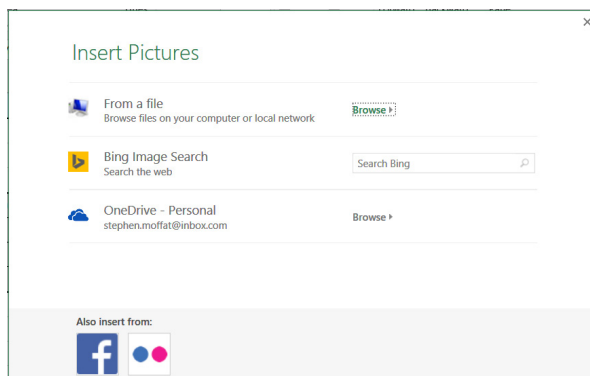 Insert Pictures
From a file
Browse files on your computer or local network
Browse
Bing Image Search
Search the web
Search Bing
OneDrive - Personal
stephen.moffat@inbox.com
Browse
Also insert from: